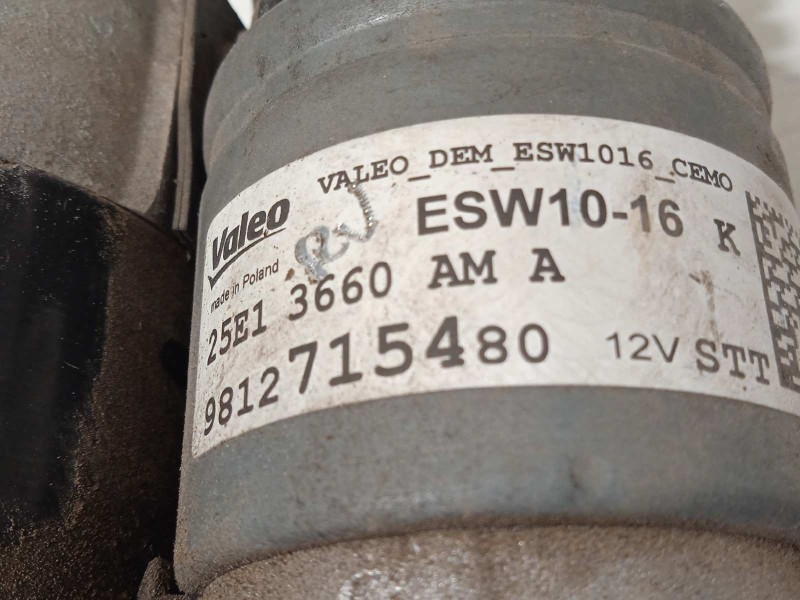 VALEO_DEM_ESW1016_CEMO
Valeo
ESW10-16 K
made in Poland
25E1 3660 AM A
9812715480 12V STT